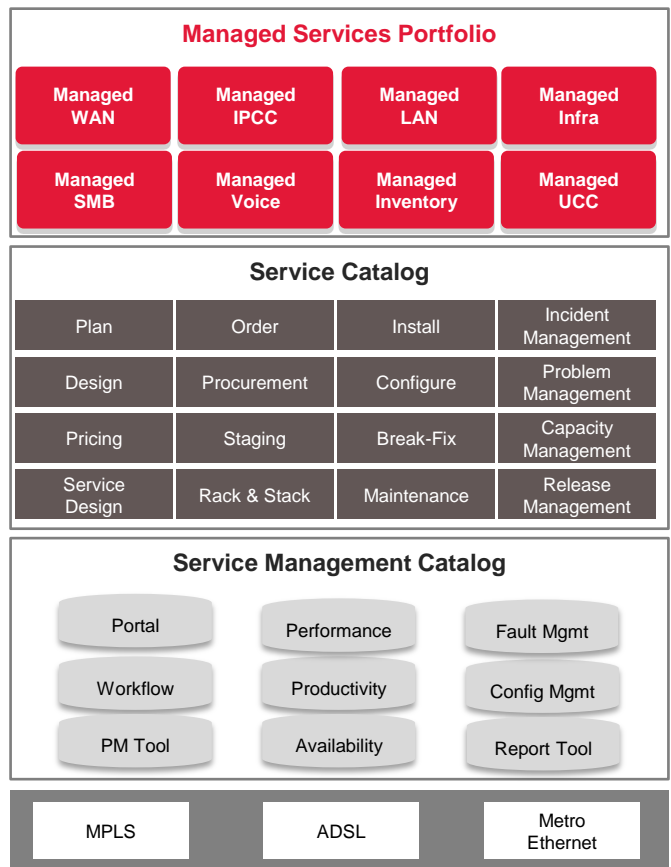 Managed Services Portfolio
Managed
WAN
Managed
IPCC
Managed
LAN
Managed
Infra
Managed
SMB
Managed
Voice
Managed
Inventory
Managed
UCC
Service Catalog
Plan
Order
Install
Incident
Management
Design
Procurement
Configure
Problem
Management
Pricing
Staging
Break-Fix
Capacity
Management
Service
Design
Rack & Stack
Maintenance
Release
Management
Service Management Catalog
Portal
Performance
Fault Mgmt
Workflow
Productivity
Config Mgmt
PM Tool
Availability
Report Tool
MPLS
ADSL
Metro
Ethernet